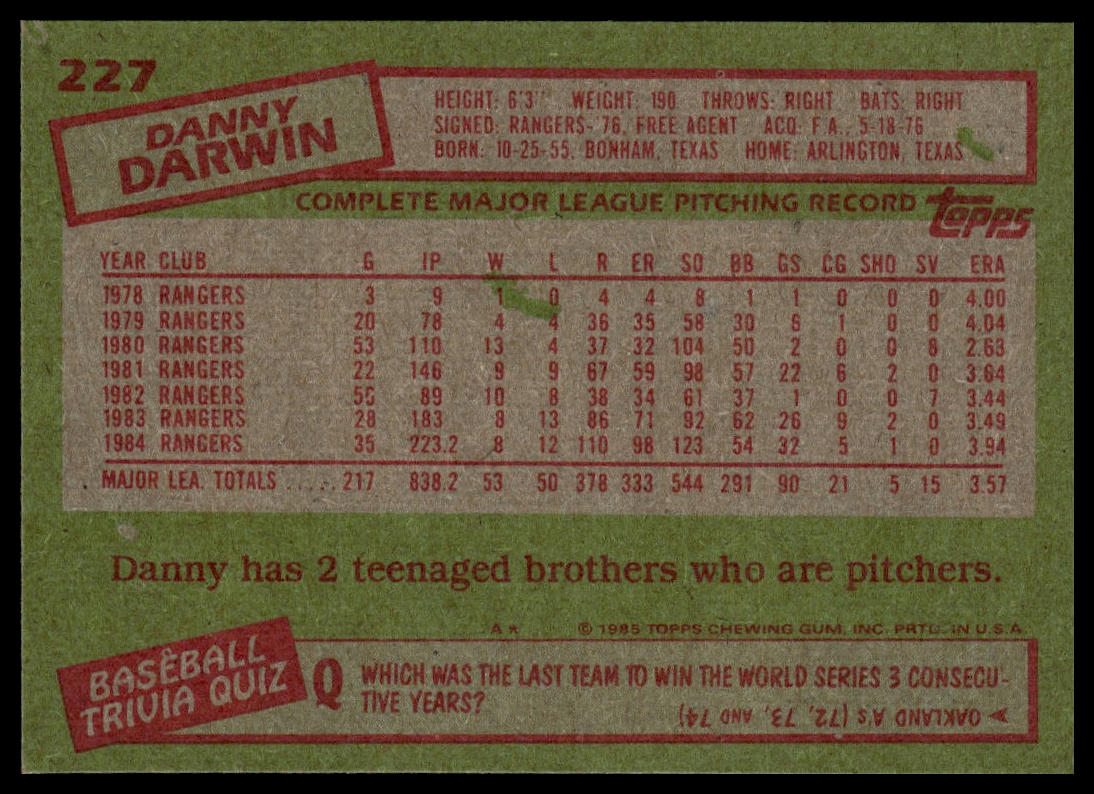 227
DANNY
DARWIN
HEIGHT: 6'3" WEIGHT: 190 THROWS: RIGHT BATS: RIGHT
SIGNED: RANGERS- '76, FREE AGENT ACQ: F.A., 5-18-76
BORN: 10-25-55, BONHAM, TEXAS HOME: ARLINGTON, TEXAS
COMPLETE MAJOR LEAGUE PITCHING RECORD topps
YEAR CLUB G IP W L R ER SO BB GS CG SHO SV ERA
1978 RANGERS 3 9 1 0 4 4 8 1 1 0 0 0 4.00
1979 RANGERS 20 78 4 4 36 35 58 30 6 1 0 0 4.04
1980 RANGERS 53 110 13 4 37 32 104 50 2 0 0 8 2.63
1981 RANGERS 22 146 9 9 67 59 98 57 22 6 2 0 3.64
1982 RANGERS 56 89 10 8 38 34 61 37 1 0 0 7 3.44
1983 RANGERS 28 183 8 13 86 71 92 62 26 9 2 0 3.49
1984 RANGERS 35 223.2 8 12 110 98 123 54 32 5 1 0 3.94
MAJOR LEA. TOTALS ..... 217 838.2 53 50 378 333 544 291 90 21 5 15 3.57
Danny has 2 teenaged brothers who are pitchers.
A* © 1985 TOPPS CHEWING GUM, INC. PRTD. IN U.S.A.
BASEBALL
TRIVIA QUIZ
Q WHICH WAS THE LAST TEAM TO WIN THE WORLD SERIES 3 CONSECU-
TIVE YEARS?
OAKLAND A's (72, 73, AND 74)